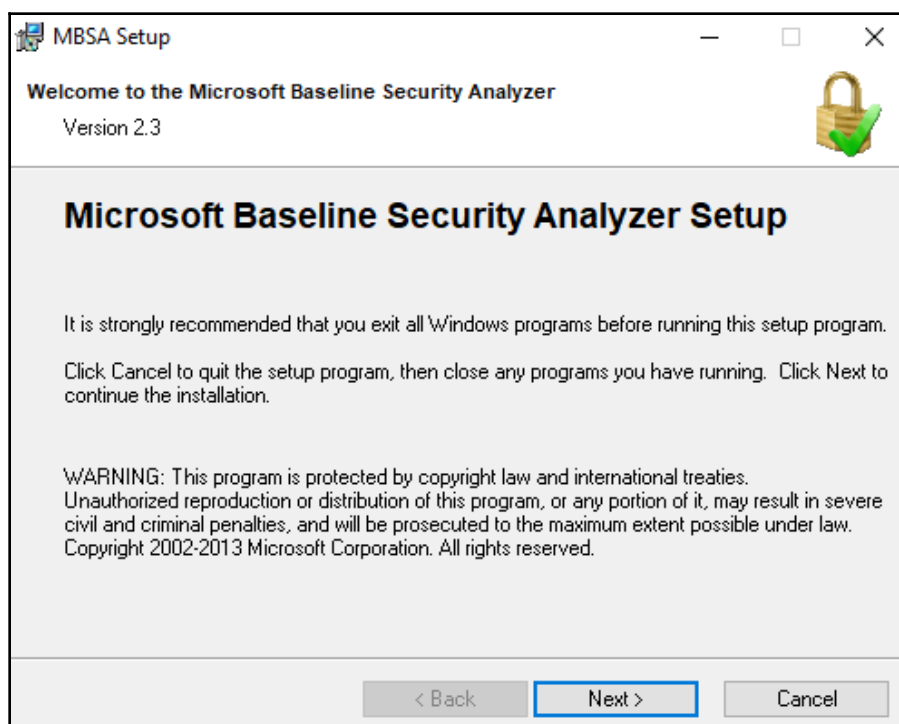 MBSA Setup
Welcome to the Microsoft Baseline Security Analyzer
Version 2.3
Microsoft Baseline Security Analyzer Setup
It is strongly recommended that you exit all Windows programs before running this setup program.
Click Cancel to quit the setup program, then close any programs you have running.  Click Next to
continue the installation.
WARNING: This program is protected by copyright law and international treaties.
Unauthorized reproduction or distribution of this program, or any portion of it, may result in severe
civil and criminal penalties, and will be prosecuted to the maximum extent possible under law.
Copyright 2002-2013 Microsoft Corporation. All rights reserved.
< Back Next > Cancel